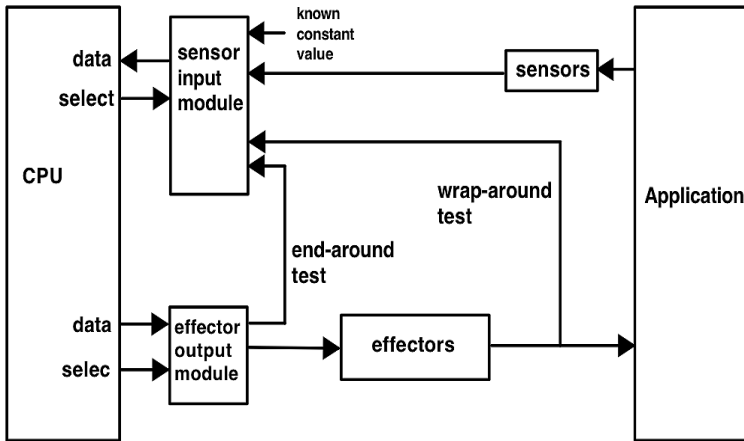 known
constant
value
data
sensor
input
module
sensors
select
CPU
wrap-around
test
Application
end-around
test
data
effector
output
module
effectors
selec